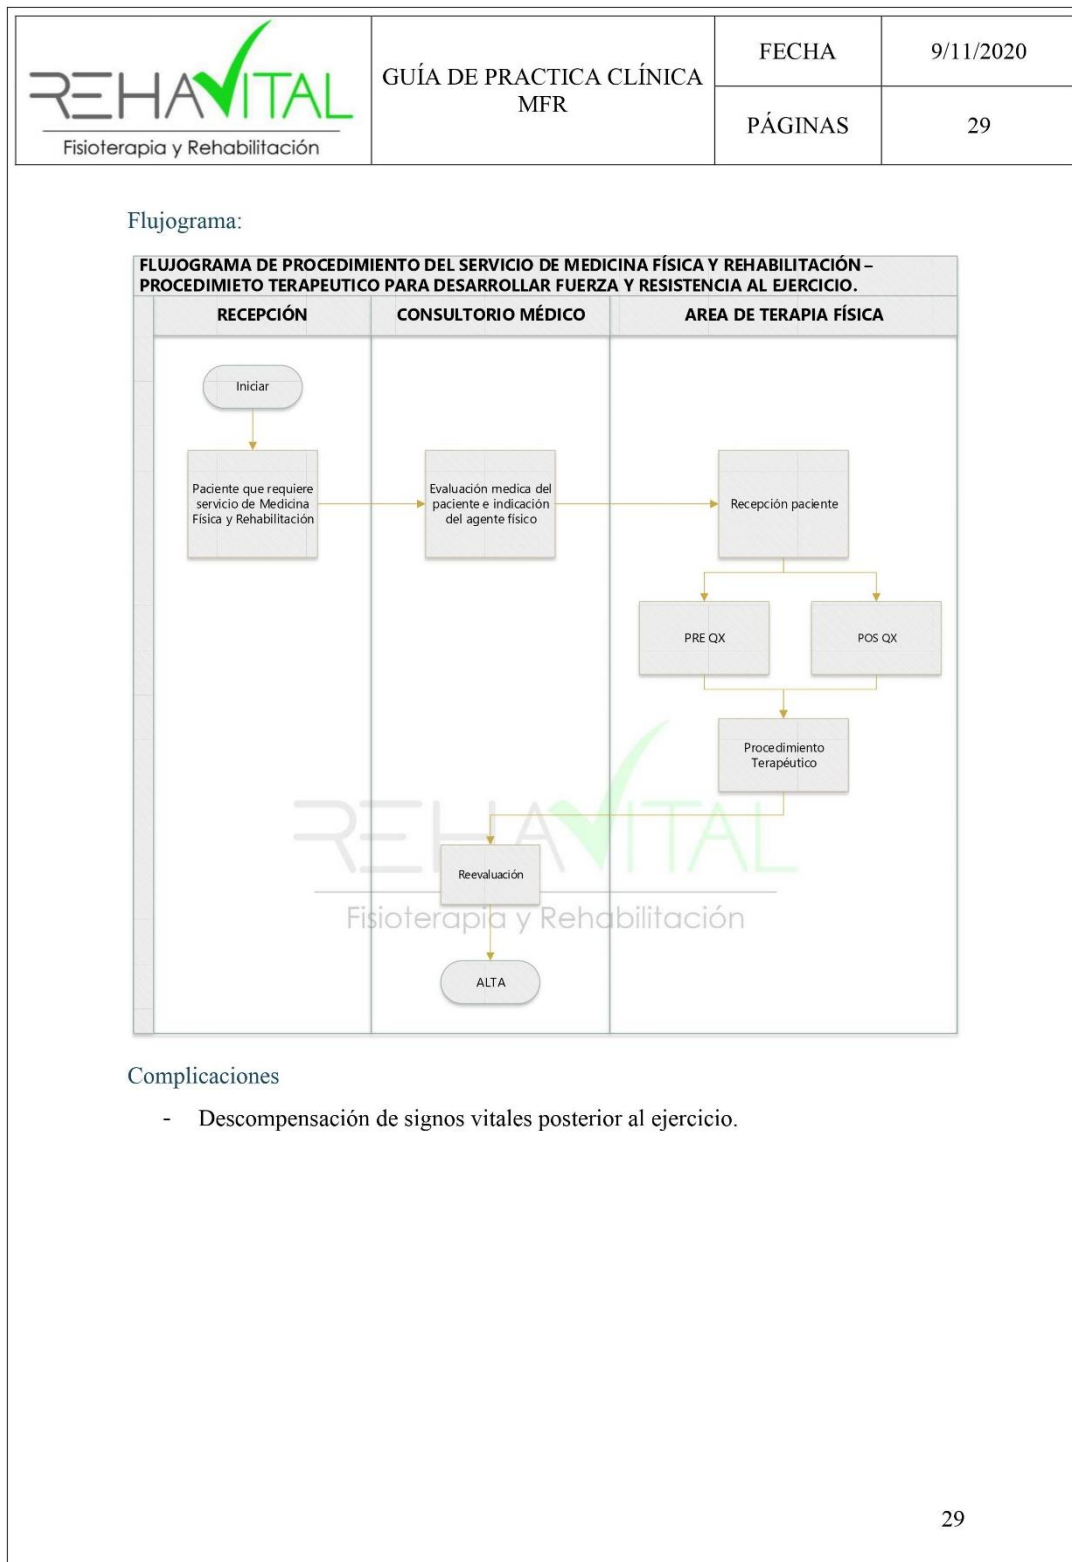 REHAVITAL
Fisioterapia y Rehabilitación
GUÍA DE PRACTICA CLÍNICA
MFR
FECHA
9/11/2020
PÁGINAS
29
Flujograma:
FLUJOGRAMA DE PROCEDIMIENTO DEL SERVICIO DE MEDICINA FÍSICA Y REHABILITACIÓN –
PROCEDIMIETO TERAPEUTICO PARA DESARROLLAR FUERZA Y RESISTENCIA AL EJERCICIO.
RECEPCIÓN
CONSULTORIO MÉDICO
AREA DE TERAPIA FÍSICA
Iniciar
Paciente que requiere
servicio de Medicina
Física y Rehabilitación
Evaluación medica del
paciente e indicación
del agente físico
Recepción paciente
PRE QX
POS QX
Procedimiento
Terapéutico
REHAVITAL
Reevaluación
Fisioterapia y Rehabilitación
ALTA
Complicaciones
- Descompensación de signos vitales posterior al ejercicio.
29